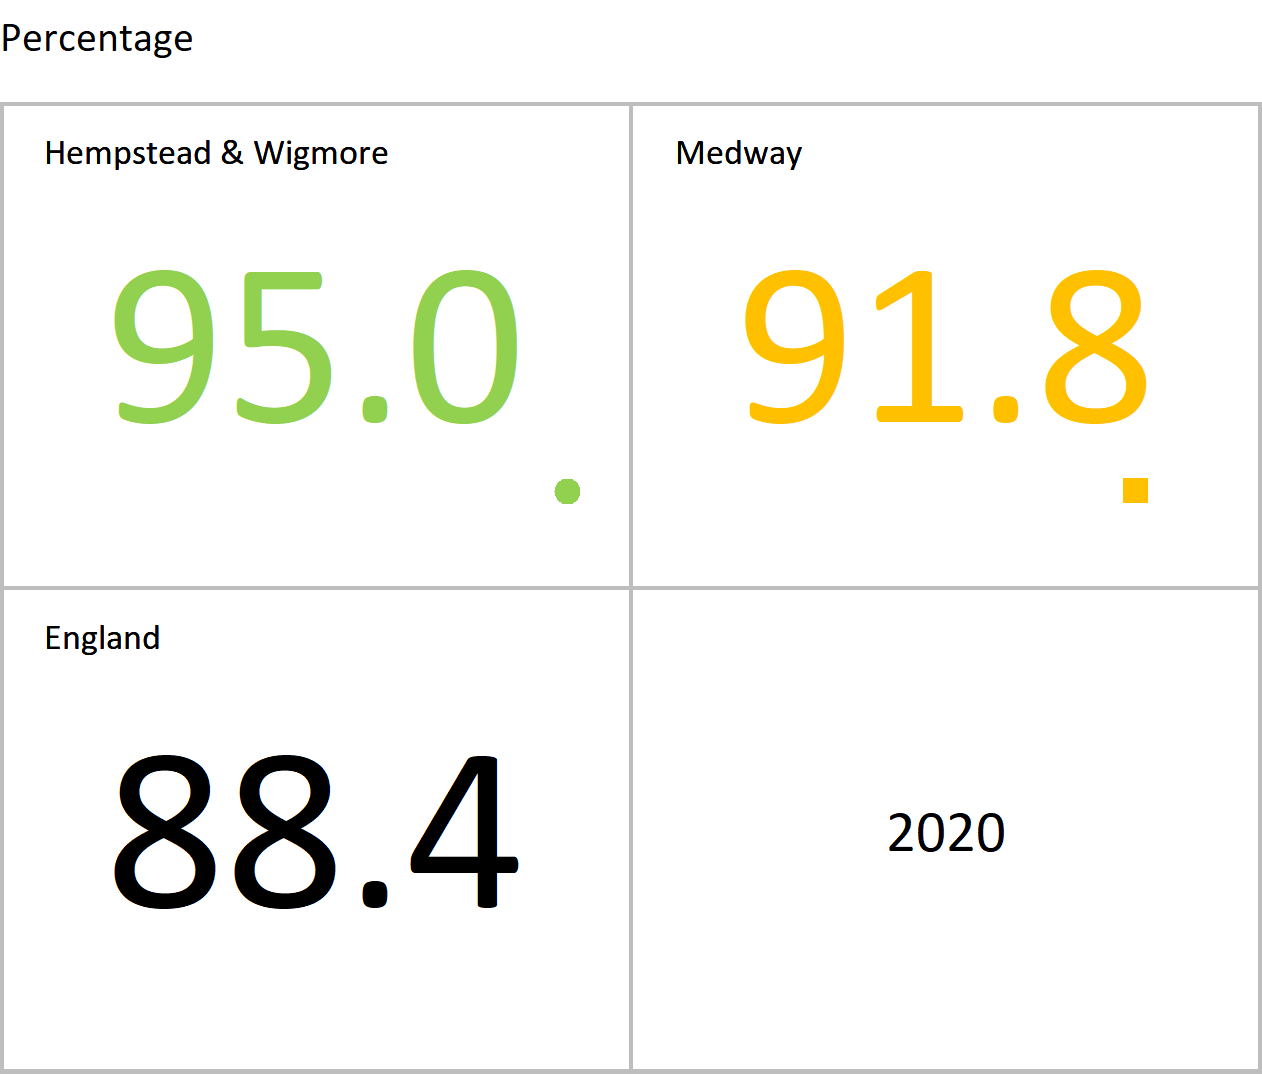 Percentage
Hempstead & Wigmore
Medway
95.0
91.8
England
88.4
2020